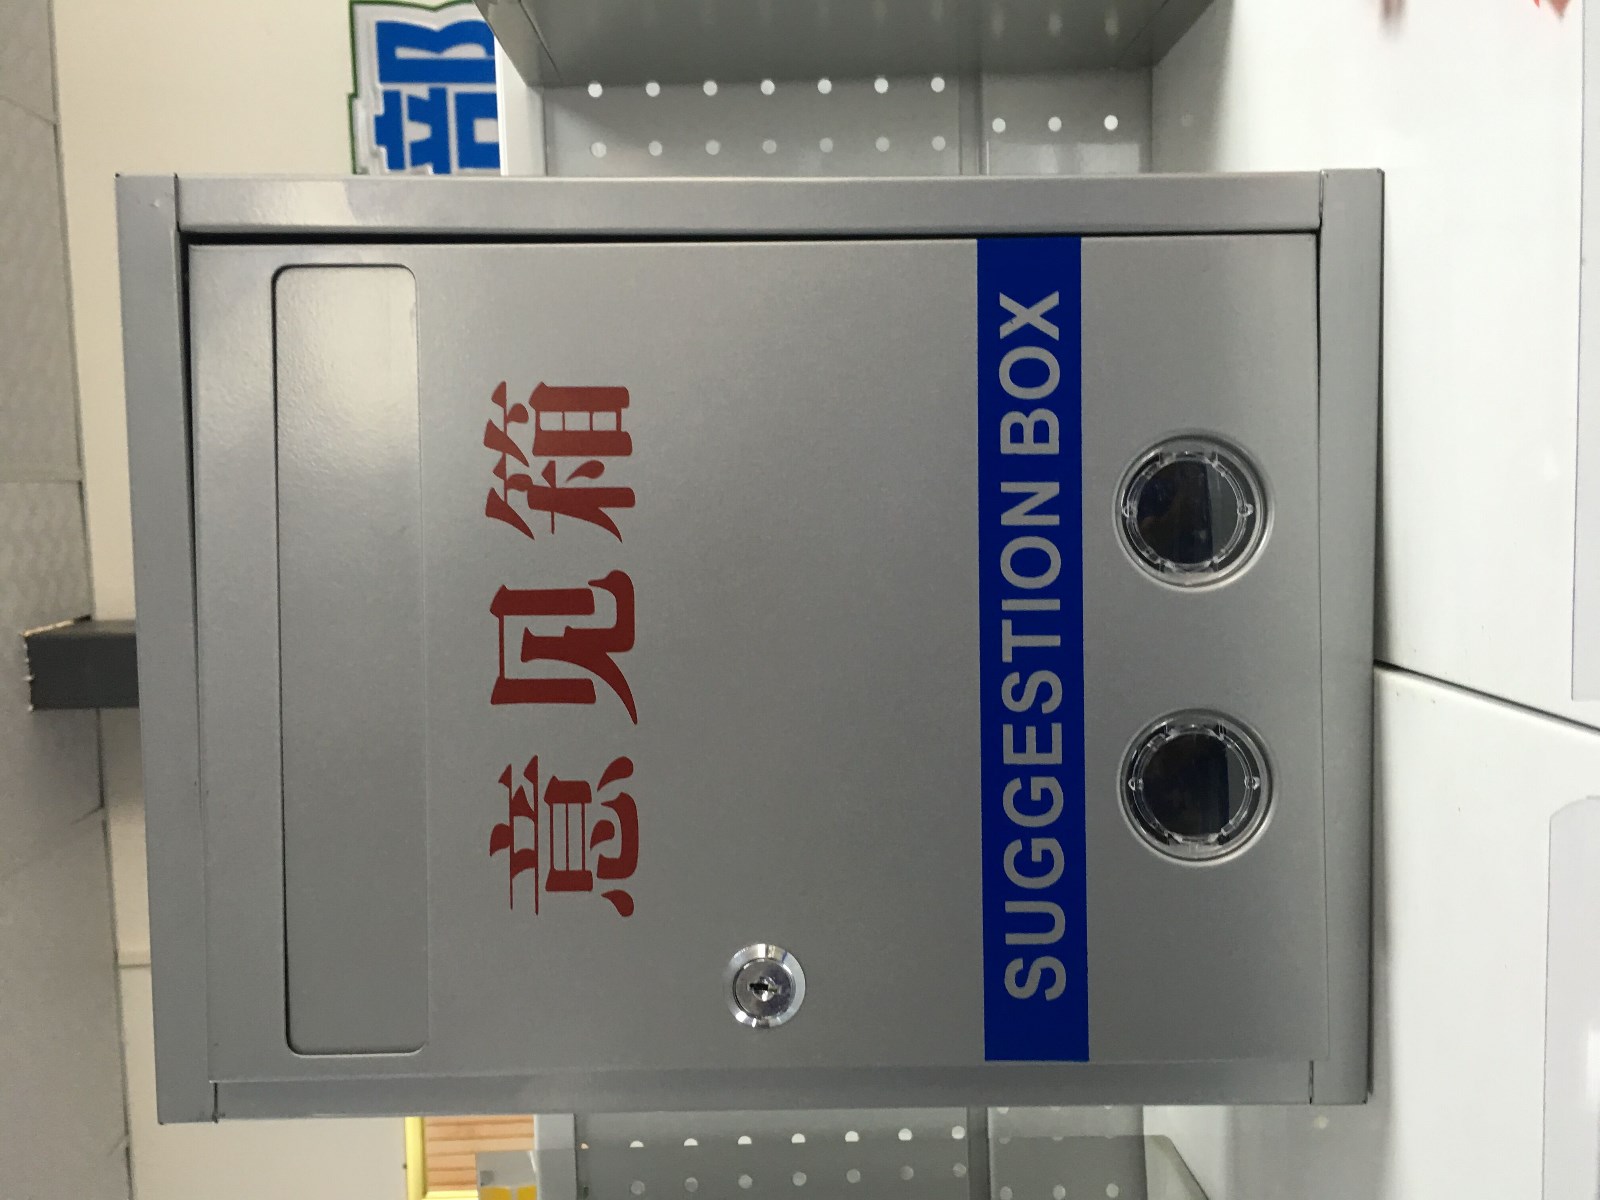 意见箱
SUGGESTION BOX